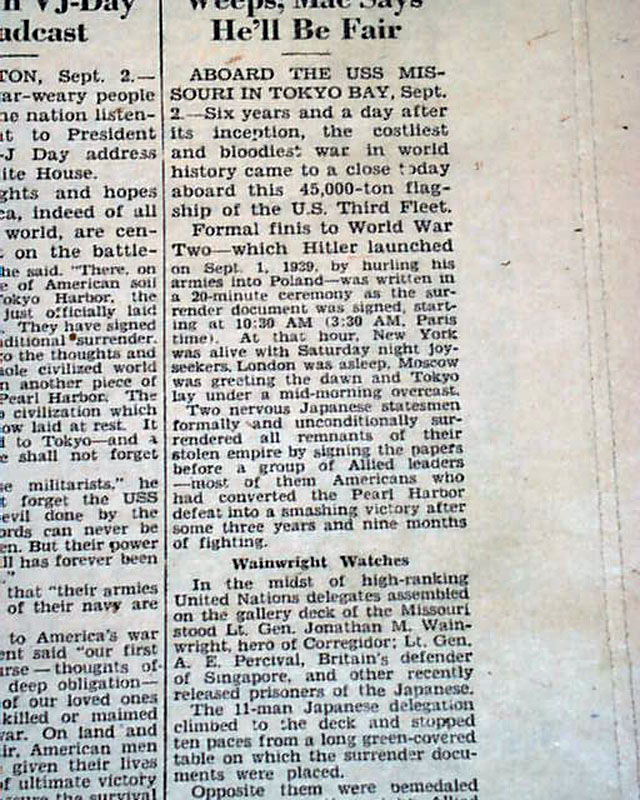 n VJ-Day
adcast
TON, Sept. 2.—
ar-weary people
he nation listen-
t to President
-J Day address
ite House.
ghts and hopes
ca, indeed of all
world, are cen-
on the battle-
he said. "There, on
e of American soil
okyo Harbor, the
just officially laid
. They have signed
ditional surrender.
o the thoughts and
ole civilized world
n another piece of
Pearl Harbor. The
civilization which
ow laid at rest. It
d to Tokyo—and a
e shall not forget
se militarists," he
t forget the USS
evil done by the
ords can never be
en. But their power
ll has forever been
."
that "their armies
of their navy are
to America's war
ent said "our first
urse—thoughts of
deep obligation—
of our loved ones
killed or maimed
war. On land and
ir, American men
given their lives
of ultimate victory
sure the survival
Weeps, Mac Says
He'll Be Fair
ABOARD THE USS MIS-
SOURI IN TOKYO BAY, Sept.
2.—Six years and a day after
its inception, the costliest
and bloodiest war in world
history came to a close today
aboard this 45,000-ton flag-
ship of the U.S. Third Fleet.
Formal finis to World War
Two—which Hitler launched
on Sept. 1, 1939, by hurling his
armies into Poland—was written in
a 20-minute ceremony as the sur-
render document was signed, start-
ing at 10:30 AM (3:30 AM, Paris
time). At that hour, New York
was alive with Saturday night joy-
seekers, London was asleep, Moscow
was greeting the dawn and Tokyo
lay under a mid-morning overcast.
Two nervous Japanese statesmen
formally and unconditionally sur-
rendered all remnants of their
stolen empire by signing the papers
before a group of Allied leaders
—most of them Americans who
had converted the Pearl Harbor
defeat into a smashing victory after
some three years and nine months
of fighting.
Wainwright Watches
In the midst of high-ranking
United Nations delegates assembled
on the gallery deck of the Missouri
stood Lt. Gen. Jonathan M. Wain-
wright, hero of Corregidor; Lt. Gen.
A. E. Percival, Britain's defender
of Singapore, and other recently
released prisoners of the Japanese.
The 11-man Japanese delegation
climbed to the deck and stopped
ten paces from a long green-covered
table on which the surrender docu-
ments were placed.
Opposite them were bemedaled